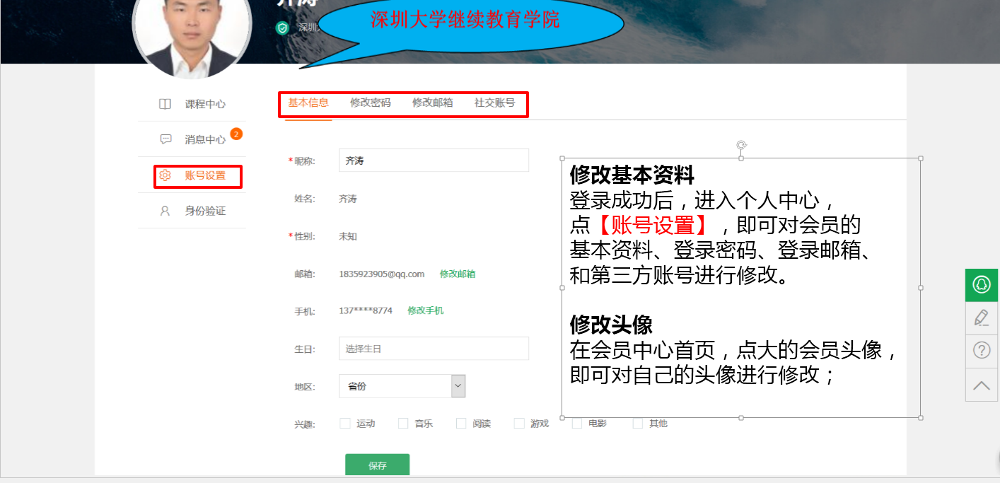 深圳大学继续教育学院
齐涛
深圳
课程中心
消息中心 2
账号设置
身份验证
基本信息 修改密码 修改邮箱 社交账号
*昵称: 齐涛
姓名: 齐涛
*性别: 未知
邮箱: 1835923905@qq.com 修改邮箱
手机: 137****8774 修改手机
生日: 选择生日
地区: 省份
兴趣: 运动 音乐 阅读 游戏 电影 其他
保存
修改基本资料
登录成功后，进入个人中心，
点【账号设置】，即可对会员的
基本资料、登录密码、登录邮箱、
和第三方账号进行修改。
修改头像
在会员中心首页，点大的会员头像，
即可对自己的头像进行修改；